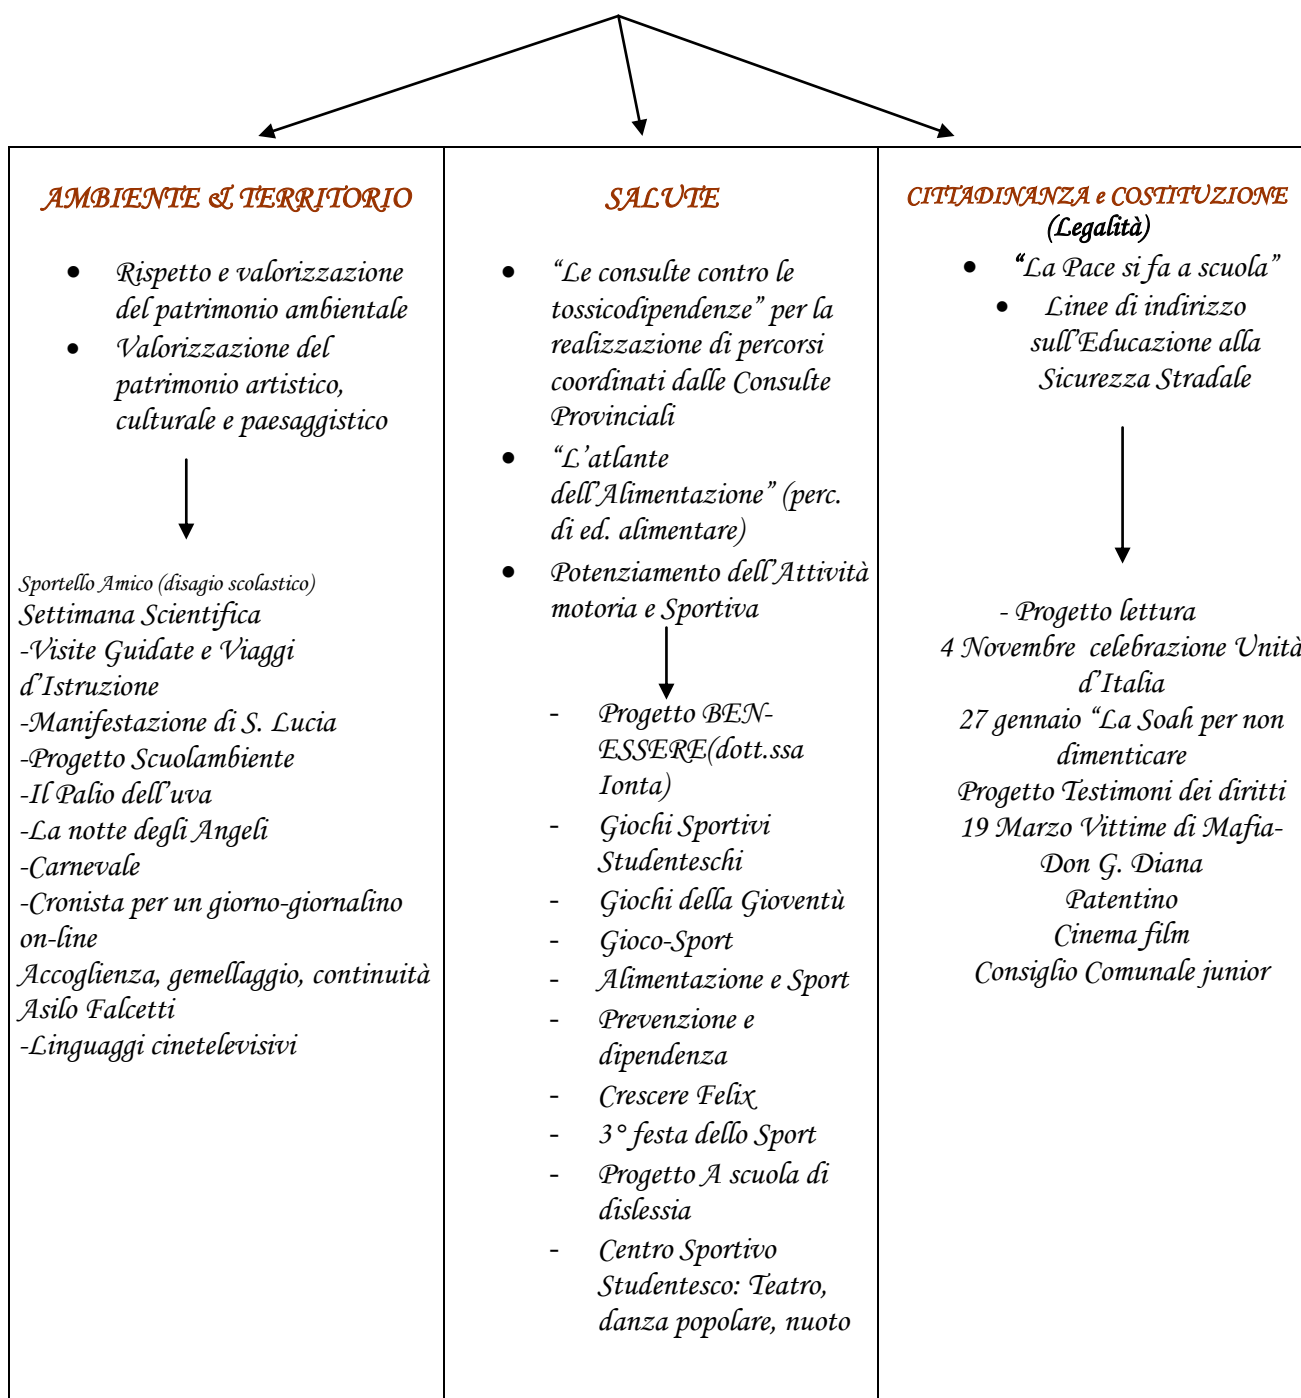 AMBIENTE & TERRITORIO
• Rispetto e valorizzazione
del patrimonio ambientale
• Valorizzazione del
patrimonio artistico,
culturale e paesaggistico
Sportello Amico (disagio scolastico)
Settimana Scientifica
-Visite Guidate e Viaggi
d'Istruzione
-Manifestazione di S. Lucia
-Progetto Scuolambiente
-Il Palio dell'uva
-La notte degli Angeli
-Carnevale
-Cronista per un giorno-giornalino
on-line
Accoglienza, gemellaggio, continuità
Asilo Falcetti
-Linguaggi cinetelevisivi
SALUTE
• “Le consulte contro le
tossicodipendenze” per la
realizzazione di percorsi
coordinati dalle Consulte
Provinciali
• “L'atlante
dell'Alimentazione” (perc.
di ed. alimentare)
• Potenziamento dell'Attività
motoria e Sportiva
- Progetto BEN-
ESSERE(dott.ssa
Ionta)
- Giochi Sportivi
Studenteschi
- Giochi della Gioventù
- Gioco-Sport
- Alimentazione e Sport
- Prevenzione e
dipendenza
- Crescere Felix
- 3° festa dello Sport
- Progetto A scuola di
dislessia
- Centro Sportivo
Studentesco: Teatro,
danza popolare, nuoto
CITTADINANZA e COSTITUZIONE
(Legalità)
• “La Pace si fa a scuola”
• Linee di indirizzo
sull'Educazione alla
Sicurezza Stradale
- Progetto lettura
4 Novembre celebrazione Unità
d'Italia
27 gennaio “La Soah per non
dimenticare
Progetto Testimoni dei diritti
19 Marzo Vittime di Mafia-
Don G. Diana
Patentino
Cinema film
Consiglio Comunale junior